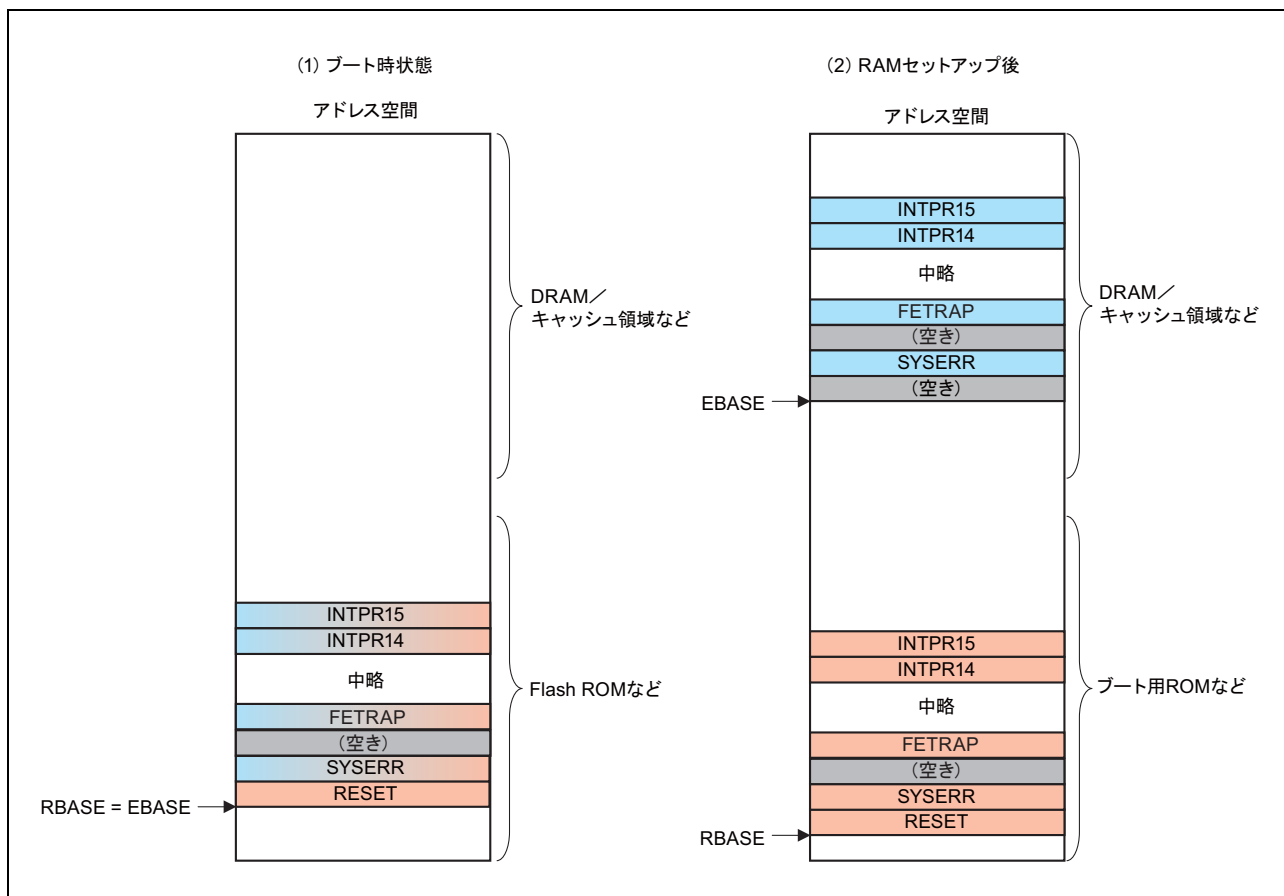 (1) ブート時状態
アドレス空間
DRAM／
キャッシュ領域など
INTPR15
INTPR14
中略
FETRAP
(空き)
SYSERR
RESET
RBASE = EBASE
Flash ROMなど
(2) RAMセットアップ後
アドレス空間
INTPR15
INTPR14
中略
FETRAP
(空き)
SYSERR
(空き)
EBASE
DRAM／
キャッシュ領域など
INTPR15
INTPR14
中略
FETRAP
(空き)
SYSERR
RESET
RBASE
ブート用ROMなど